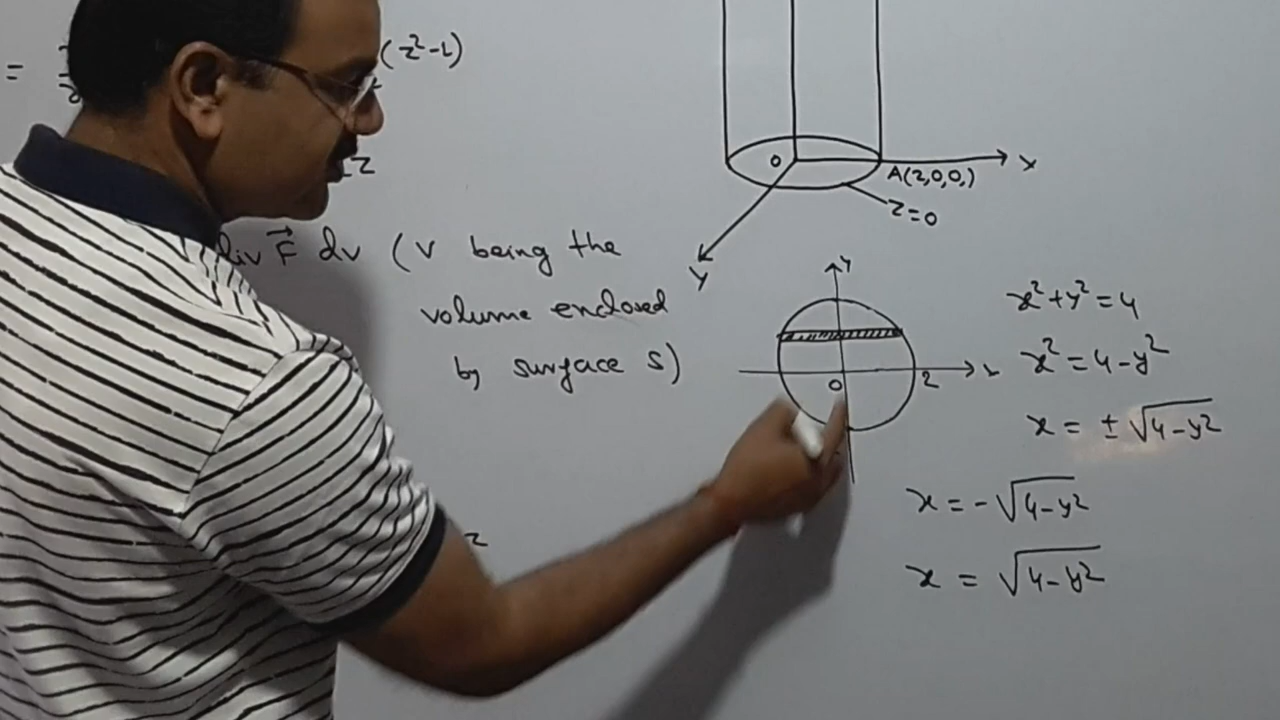 = (z²-1)
z
div F⃗ dv (V being the
volume enclosed
by surface S)
z
O
A(2,0,0,)
X
Z=0
Y
Y
O
2
x
x²+y²=4
x²=4-y²
x = ± √4-y²
x = -√4-y²
x = √4-y²